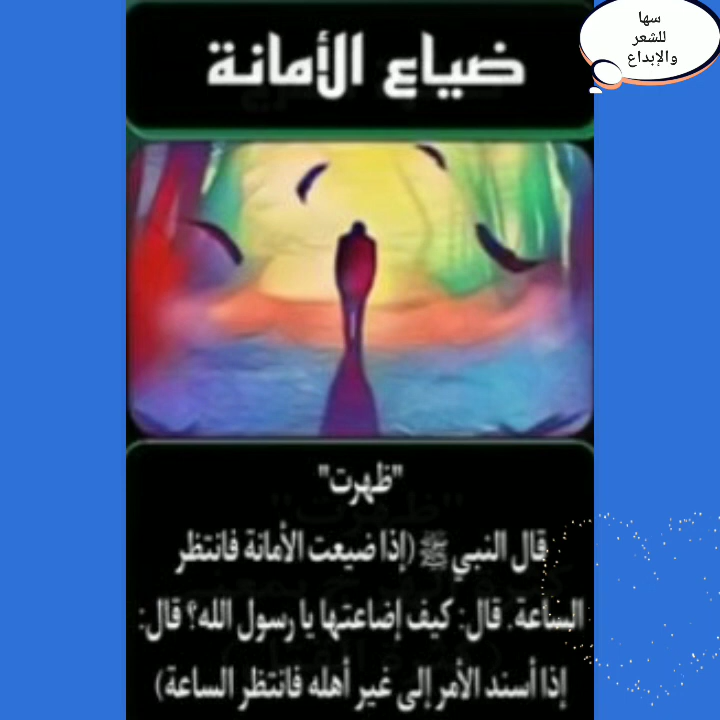 سها
للشعر
والإبداع
ضياع الأمانة
"ظهرت"
قال النبي ﷺ (إذا ضيعت الأمانة فانتظر
الساعة. قال: كيف إضاعتها يا رسول الله؟ قال:
إذا أسند الأمر إلى غير أهله فانتظر الساعة)